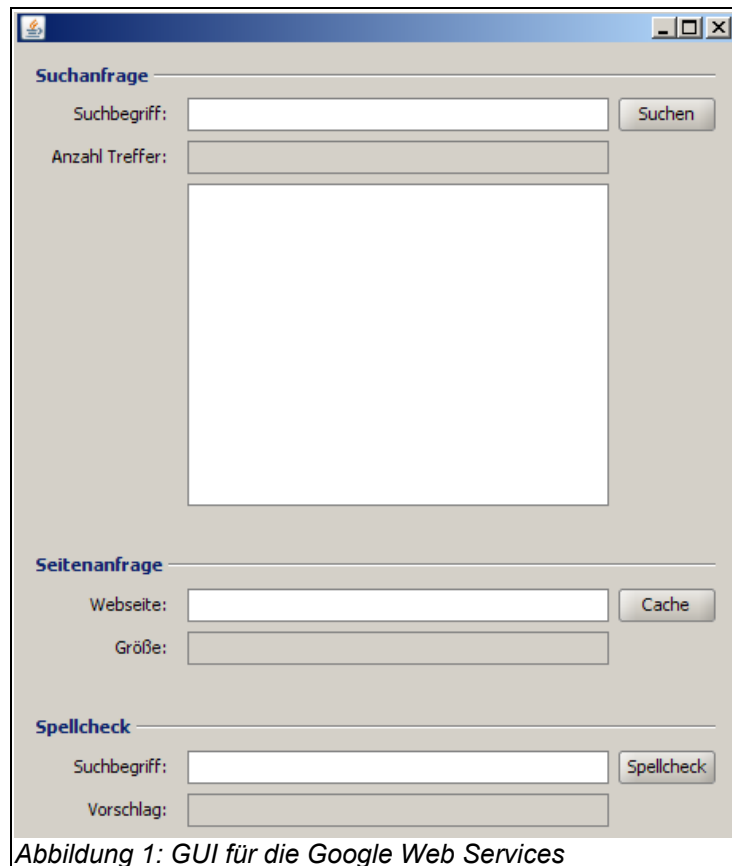 Suchanfrage
Suchbegriff:
Suchen
Anzahl Treffer:
Seitenanfrage
Webseite:
Cache
Größe:
Spellcheck
Suchbegriff:
Spellcheck
Vorschlag:
Abbildung 1: GUI für die Google Web Services